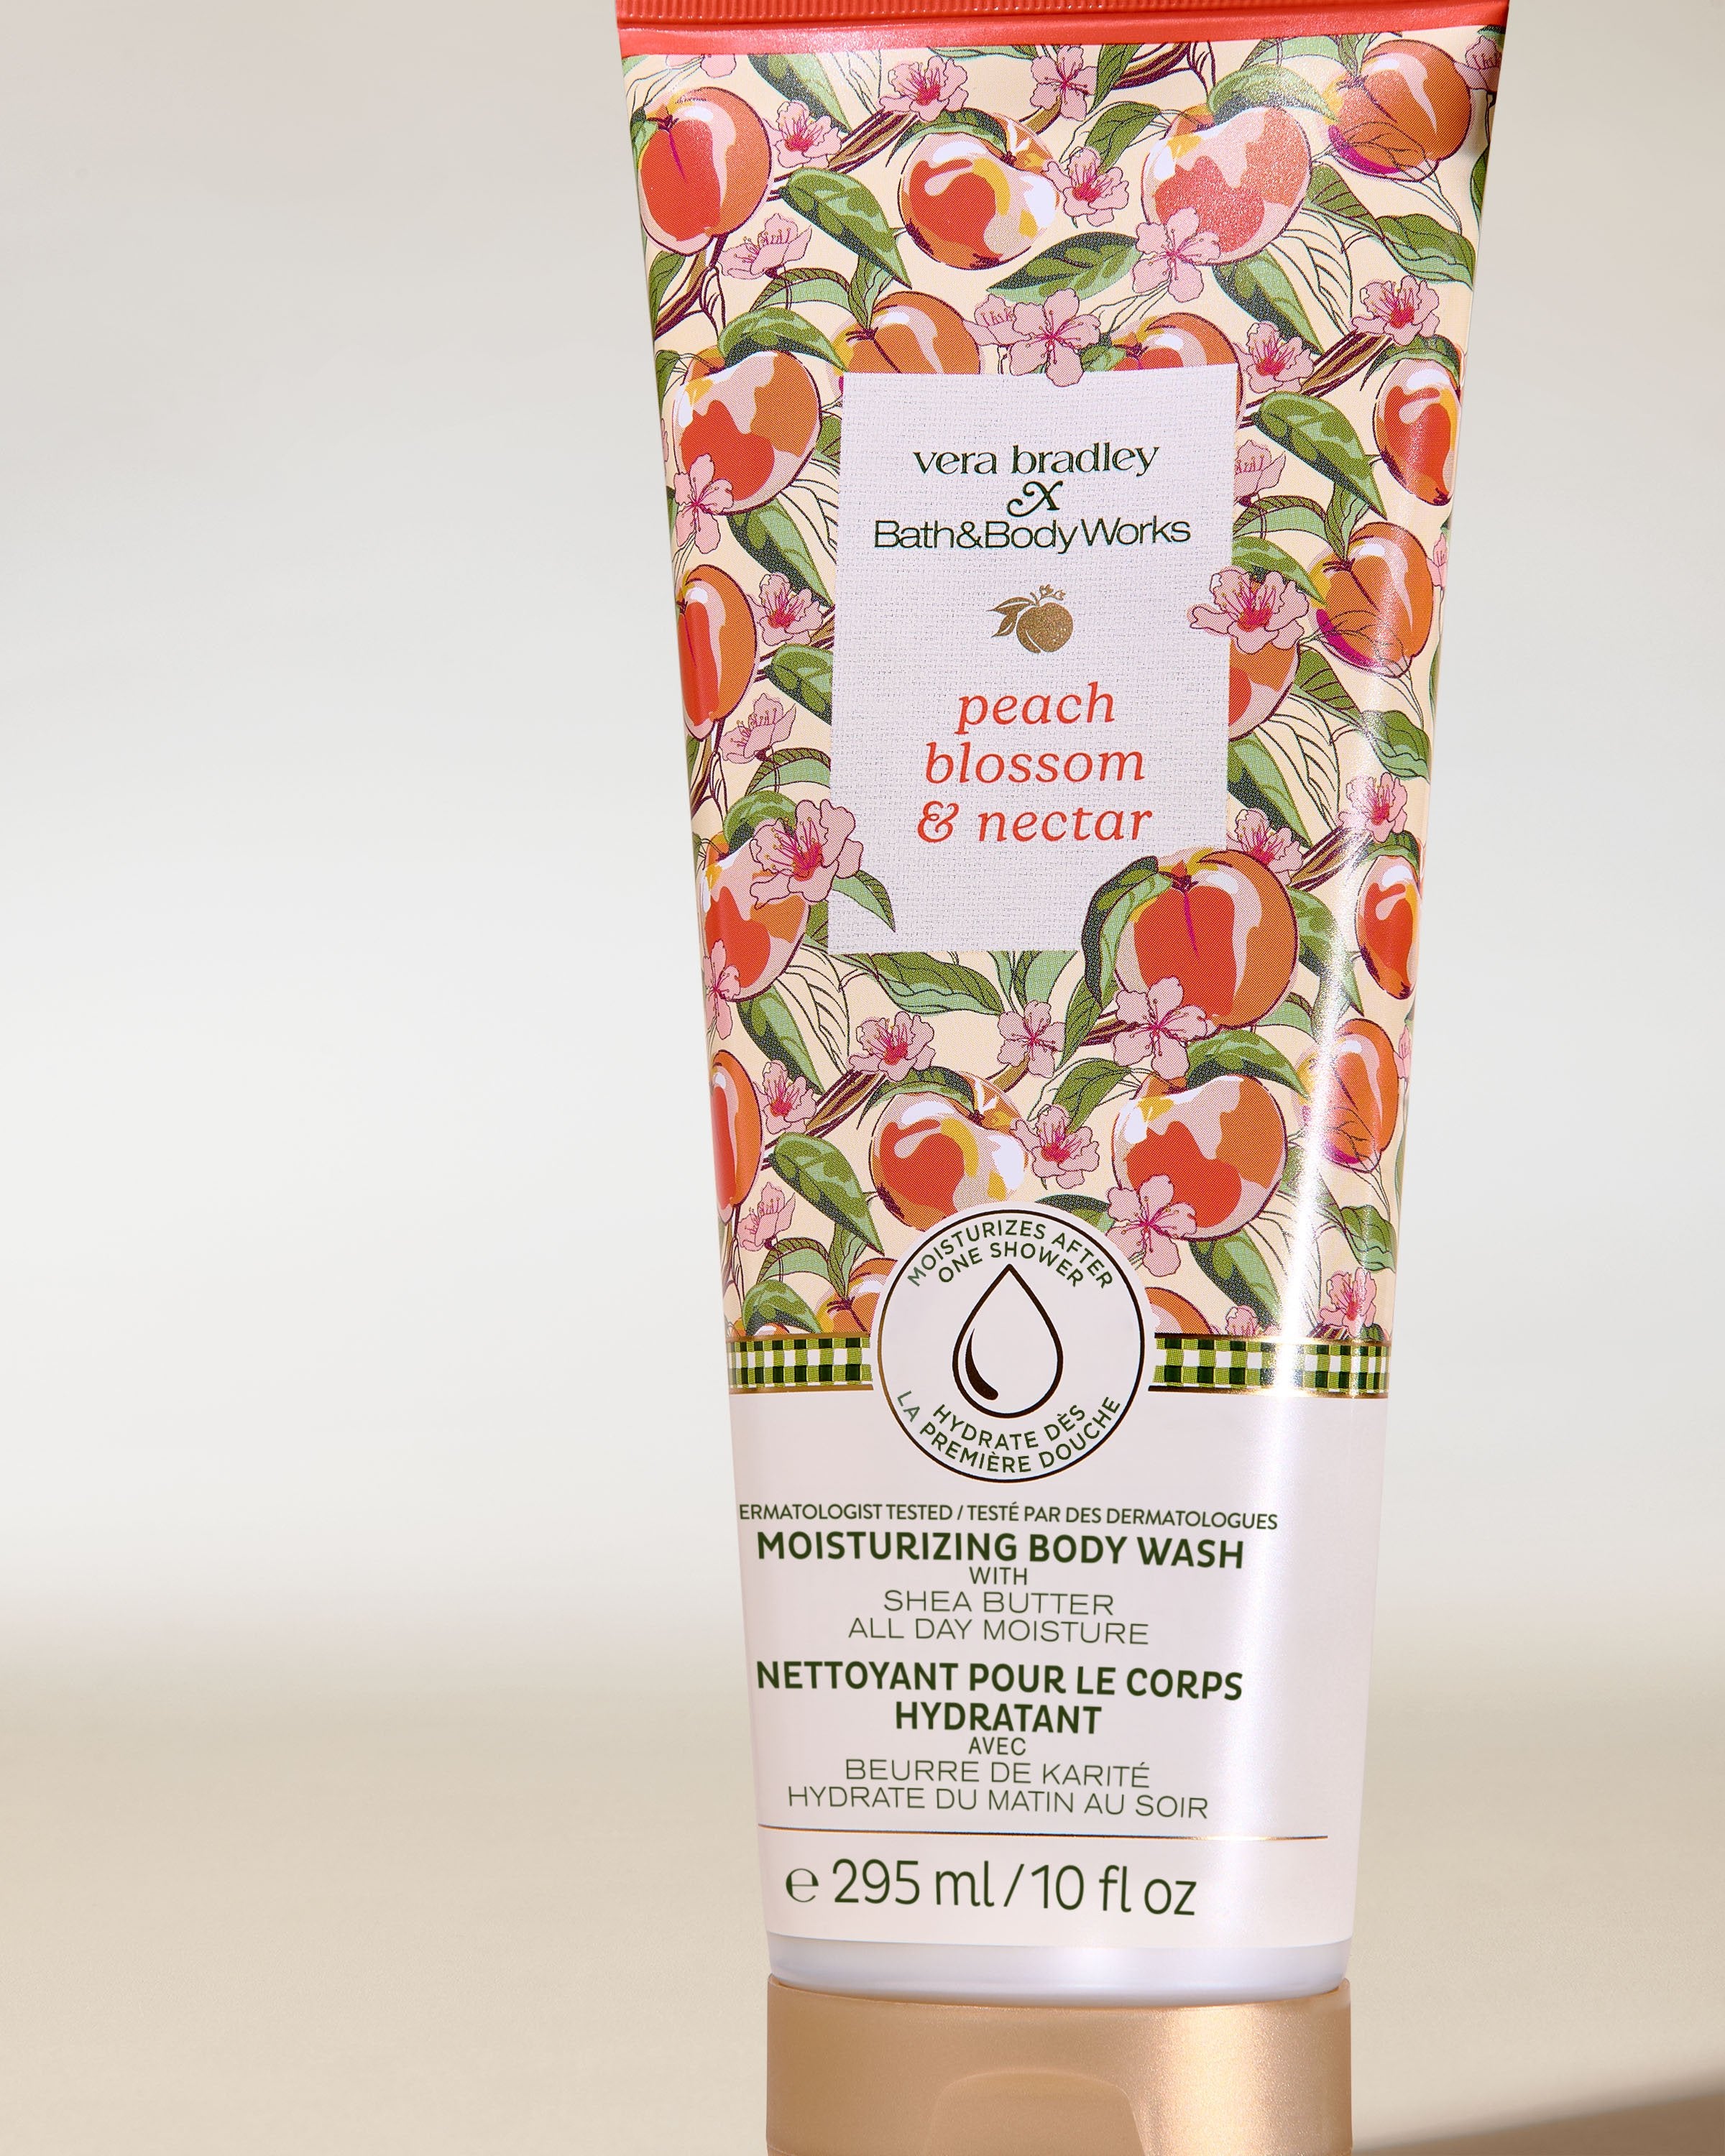 vera bradley
X
Bath&BodyWorks
peach
blossom
& nectar
MOISTURIZES AFTER
ONE SHOWER
HYDRATE DÈS
LA PREMIÈRE DOUCHE
ERMATOLOGIST TESTED / TESTÉ PAR DES DERMATOLOGUES
MOISTURIZING BODY WASH
WITH
SHEA BUTTER
ALL DAY MOISTURE
NETTOYANT POUR LE CORPS
HYDRATANT
AVEC
BEURRE DE KARITÉ
HYDRATE DU MATIN AU SOIR
℮ 295 ml / 10 fl oz